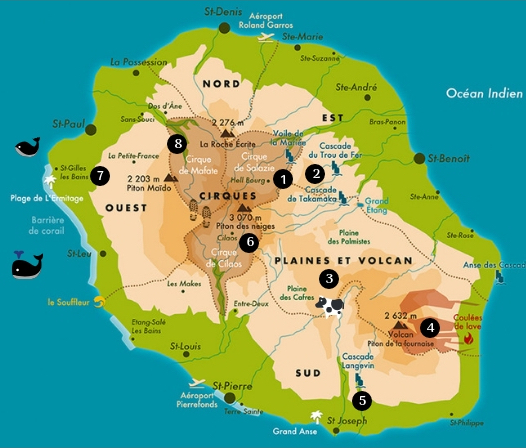 St-Denis
Aéroport
Roland Garros
Ste-Marie
Ste-Suzanne
La Possession
NORD
Ste-André
Océan Indien
Dos d'Âne
2 276 m
La Roche Écrite
EST
Sans-Souci
St-Paul
Bras-Panon
Voile de
la Mariée
8
Cascade
du Trou de Fer
La Petite-France
Cirque
de Mafate
Cirque
de Salazie
St-Benoît
St-Gilles
les Bains
7
2 203 m
Piton Maïdo
Hell Bourg
1
2
Plage de L'Ermitage
CIRQUES
Cascade
de Takamaka
Ste-Anne
OUEST
Grand
Étang
Barrière
de corail
3 070 m
Piton des neiges
Cilaos
6
Plaine
des Palmistes
Ste-Rose
St-Leu
Cirque
de Cilaos
PLAINES ET VOLCAN
Anse des Cascades
3
Les Makes
Plaine
des Cafres
le Souffleur
Entre-Deux
2 632 m
Volcan
Piton de la fournaise
4
Coulées
de lave
Etang-Salé
Les Bains
St-Louis
Cascade
Langevin
SUD
St-Pierre
Aéroport
Pierrefonds
5
Terre Sainte
Grand Anse
St Joseph
St-Philippe